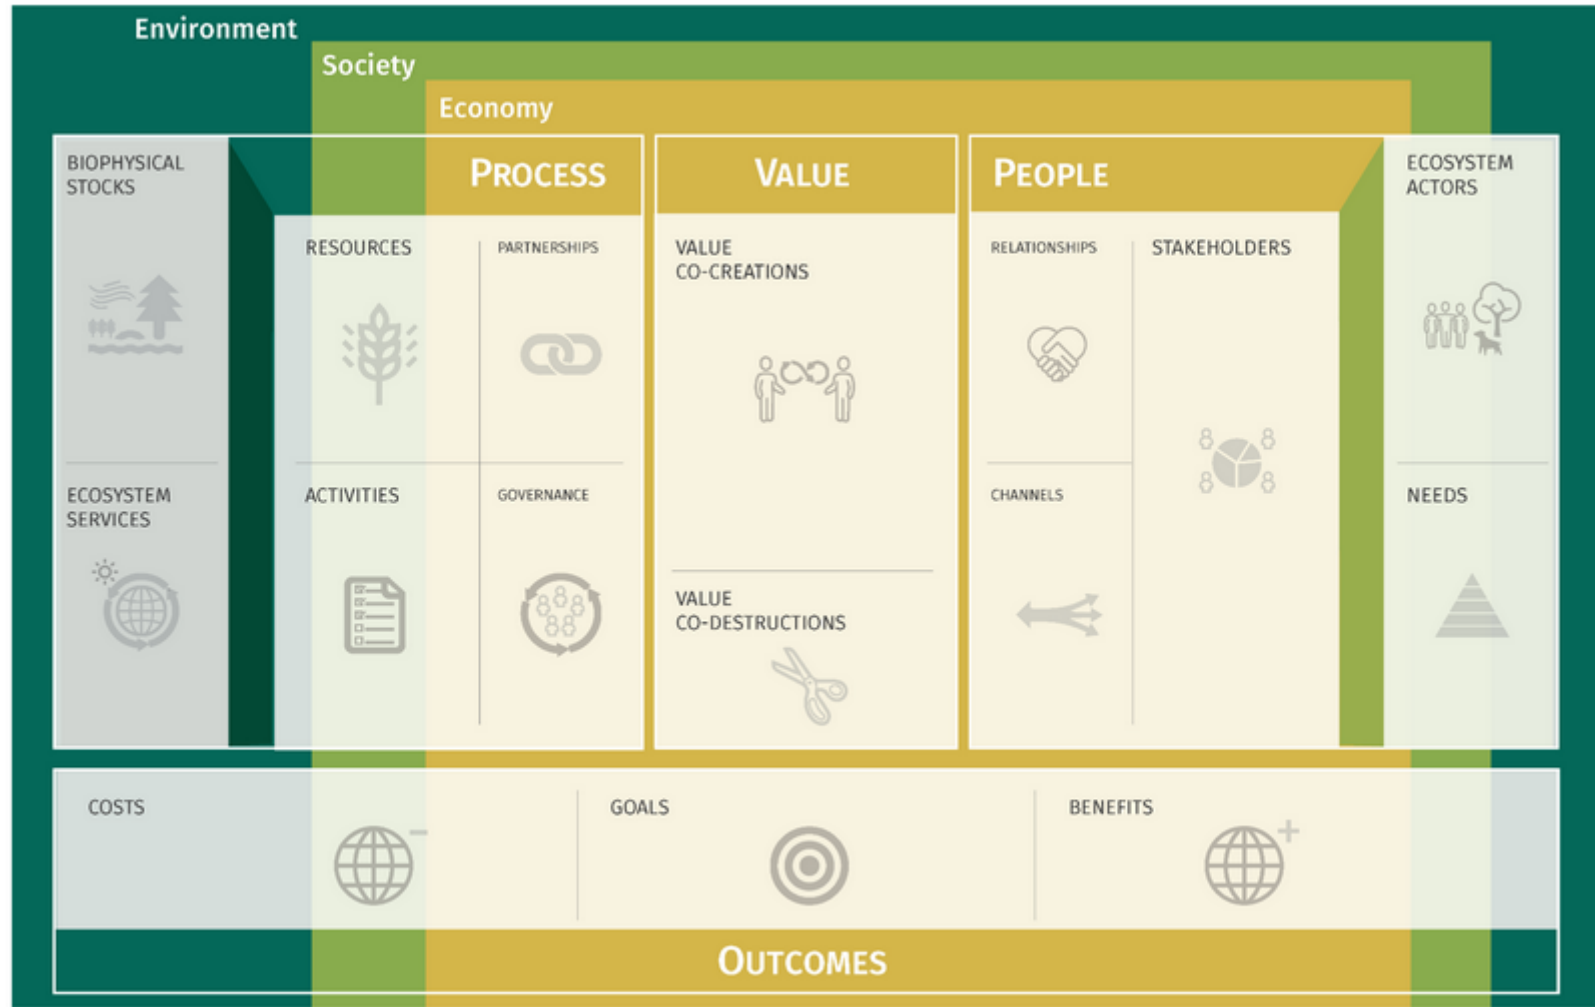 Environment
Society
Economy
BIOPHYSICAL
STOCKS
PROCESS
VALUE
PEOPLE
ECOSYSTEM
ACTORS
RESOURCES
PARTNERSHIPS
VALUE
CO-CREATIONS
RELATIONSHIPS
STAKEHOLDERS
ECOSYSTEM
SERVICES
ACTIVITIES
GOVERNANCE
CHANNELS
NEEDS
VALUE
CO-DESTRUCTIONS
COSTS
GOALS
BENEFITS
OUTCOMES